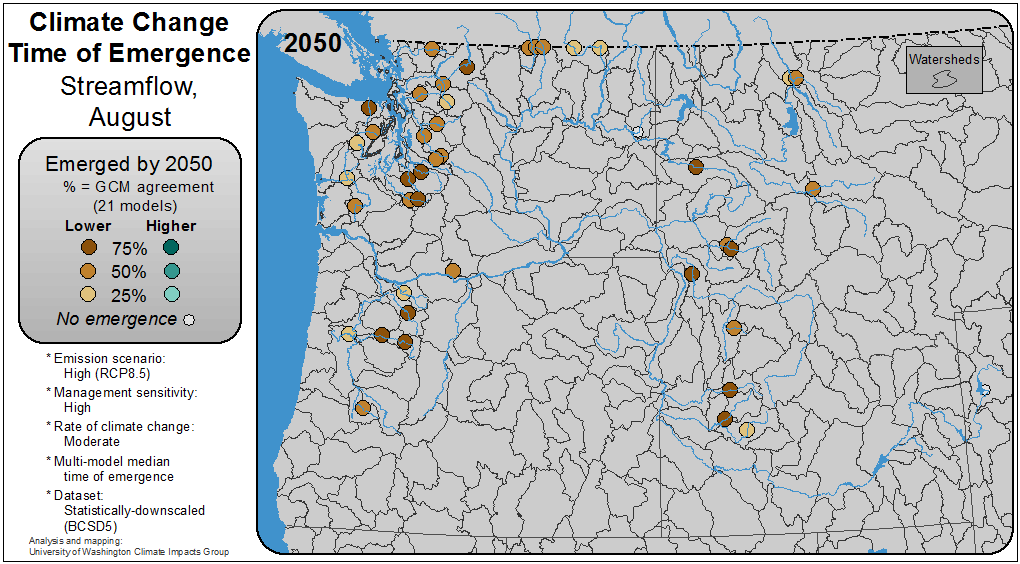 Climate Change
Time of Emergence
Streamflow,
August
Emerged by 2050
% = GCM agreement
(21 models)
Lower Higher
75%
50%
25%
No emergence
* Emission scenario:
High (RCP8.5)
* Management sensitivity:
High
* Rate of climate change:
Moderate
* Multi-model median
time of emergence
* Dataset:
Statistically-downscaled
(BCSD5)
Analysis and mapping:
University of Washington Climate Impacts Group
2050
Watersheds